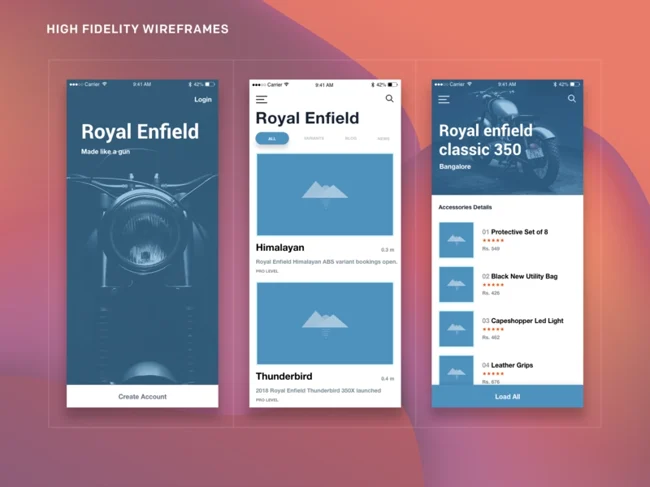 HIGH FIDELITY WIREFRAMES
Carrier 9:41 AM 42%
Login
Royal Enfield
Made like a gun
Create Account
Carrier 9:41 AM 42%
Royal Enfield
ALL VARIANTS BLOG NEWS
Himalayan
0.3 m
Royal Enfield Himalayan ABS variant bookings open.
PRO LEVEL
Thunderbird
0.4 m
2018 Royal Enfield Thunderbird 350X launched
PRO LEVEL
Carrier 9:41 AM 42%
Royal enfield
classic 350
Bangalore
Accessories Details
01 Protective Set of 8
Rs. 349
02 Black New Utility Bag
Rs. 426
03 Capeshopper Led Light
Rs. 462
04 Leather Grips
Rs. 676
Load All